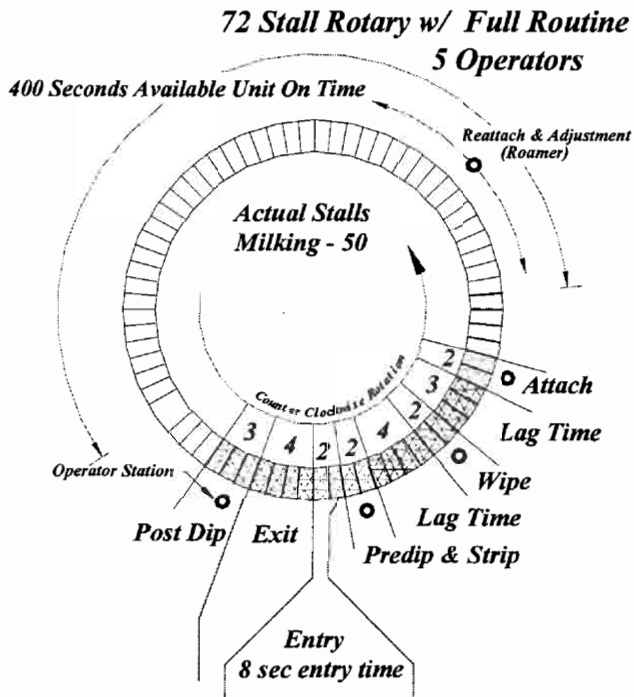 72 Stall Rotary w/ Full Routine
5 Operators
400 Seconds Available Unit On Time
Reattach & Adjustment
(Roamer)
Actual Stalls
Milking - 50
Counter Clockwise Rotation
2
3
2
4
2
2
4
3
Attach
Lag Time
Wipe
Lag Time
Predip & Strip
Operator Station
Post Dip
Exit
Entry
8 sec entry time